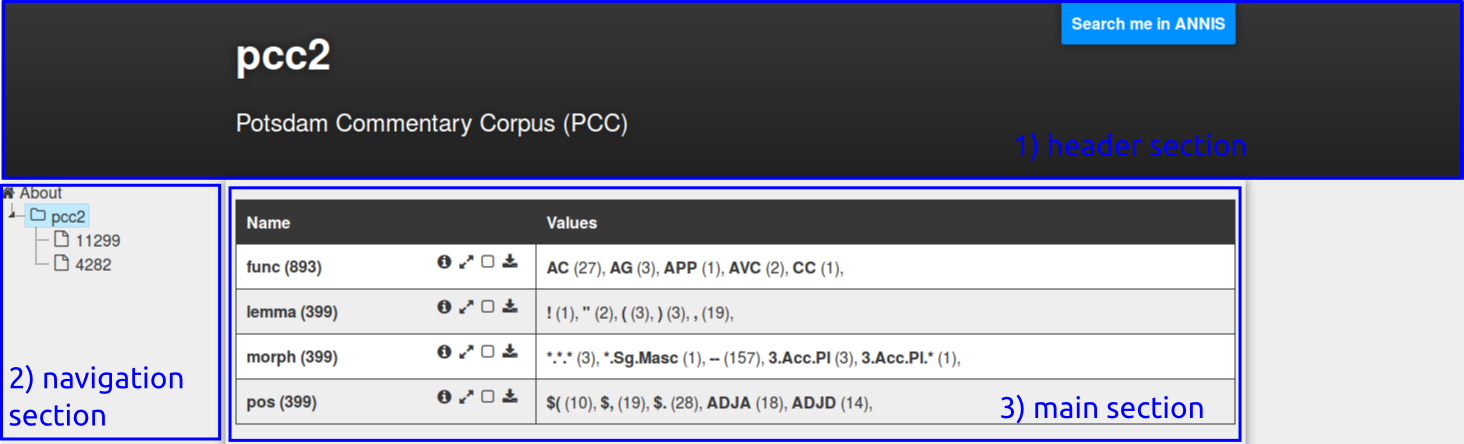 Search me in ANNIS
pcc2
Potsdam Commentary Corpus (PCC)
1) header section
About
pcc2
11299
4282
2) navigation
section
Name Values
func (893) AC (27), AG (3), APP (1), AVC (2), CC (1),
lemma (399) ! (1), " (2), ( (3), ) (3), , (19),
morph (399) *.*.* (3), *.Sg.Masc (1), -- (157), 3.Acc.Pl (3), 3.Acc.Pl.* (1),
pos (399) $( (10), $, (19), $. (28), ADJA (18), ADJD (14),
3) main section